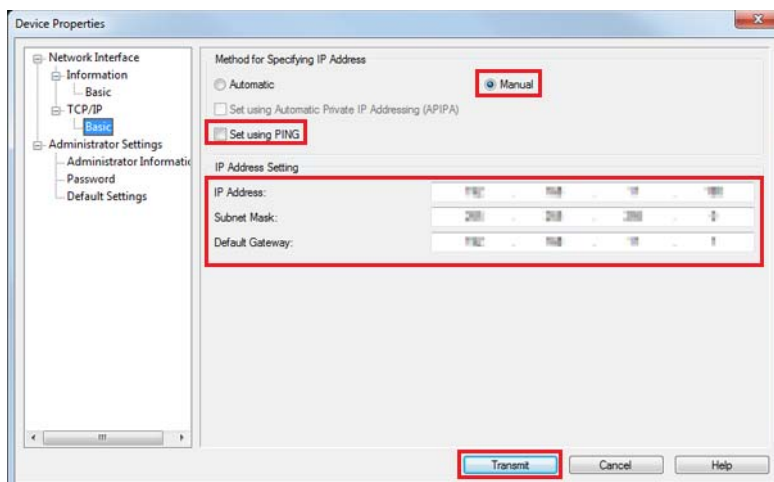 Device Properties
Network Interface
Information
Basic
TCP/IP
Basic
Administrator Settings
Administrator Informatic
Password
Default Settings
Method for Specifying IP Address
Automatic
Manual
Set using Automatic Private IP Addressing (APIPA)
Set using PING
IP Address Setting
IP Address:
Subnet Mask:
Default Gateway:
Transmit
Cancel
Help